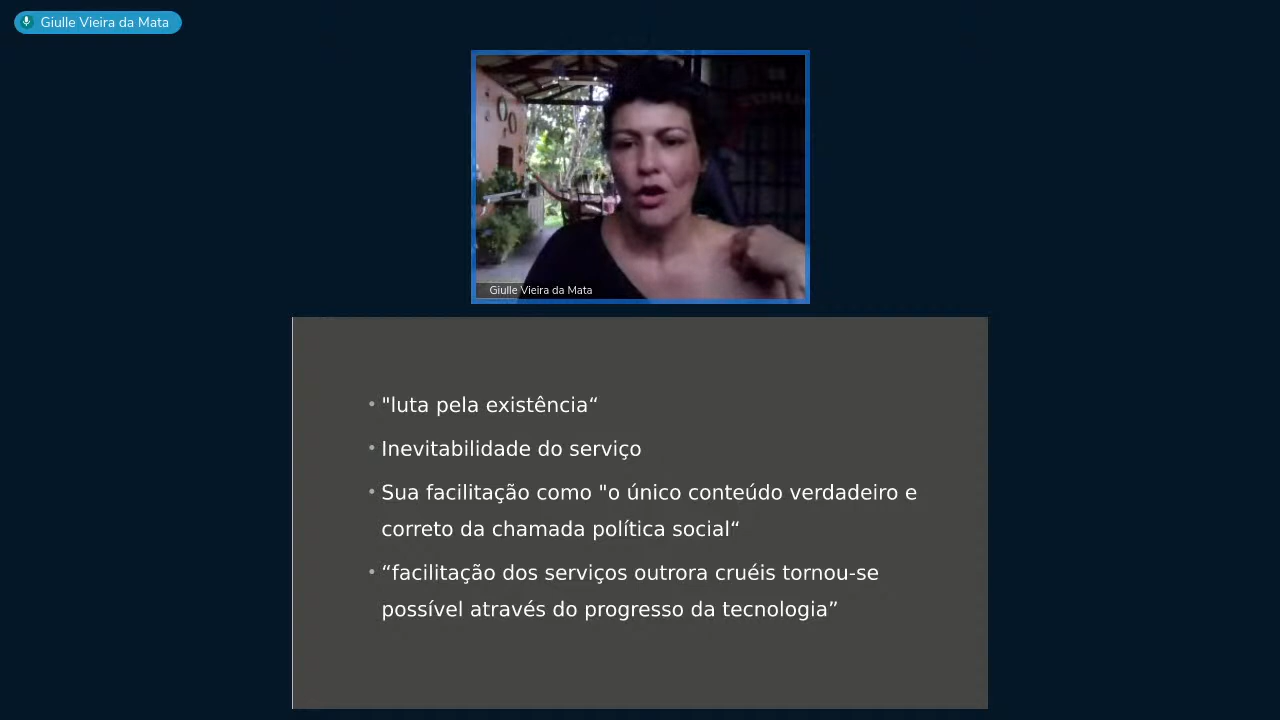 Giulle Vieira da Mata
Giulle Vieira da Mata
• "luta pela existência“
• Inevitabilidade do serviço
• Sua facilitação como "o único conteúdo verdadeiro e
correto da chamada política social“
• “facilitação dos serviços outrora cruéis tornou-se
possível através do progresso da tecnologia”